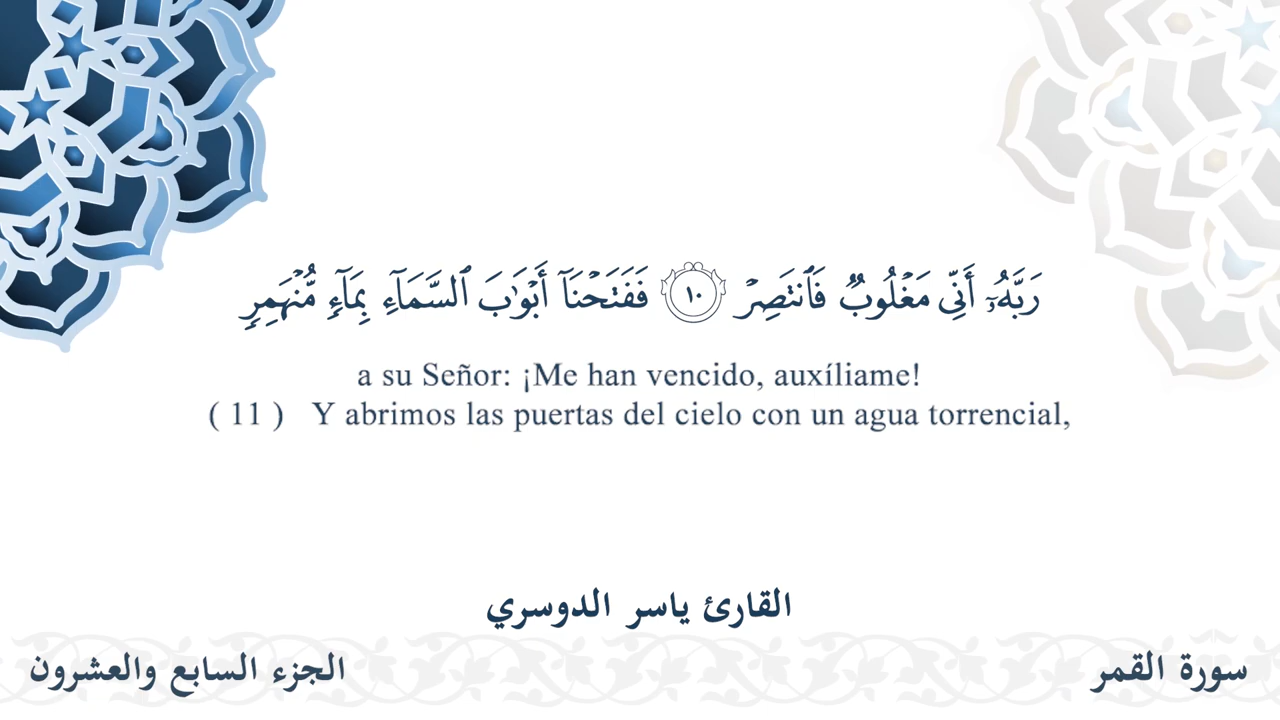 رَبَّهُۥٓ أَنِّي مَغۡلُوبٞ فَٱنتَصِرۡ ١٠ فَفَتَحۡنَآ أَبۡوَٰبَ ٱلسَّمَآءِ بِمَآءٖ مُّنۡهَمِرٖ
a su Señor: ¡Me han vencido, auxíliame!
( 11 ) Y abrimos las puertas del cielo con un agua torrencial,
القارئ ياسر الدوسري
سورة القمر
الجزء السابع والعشرون